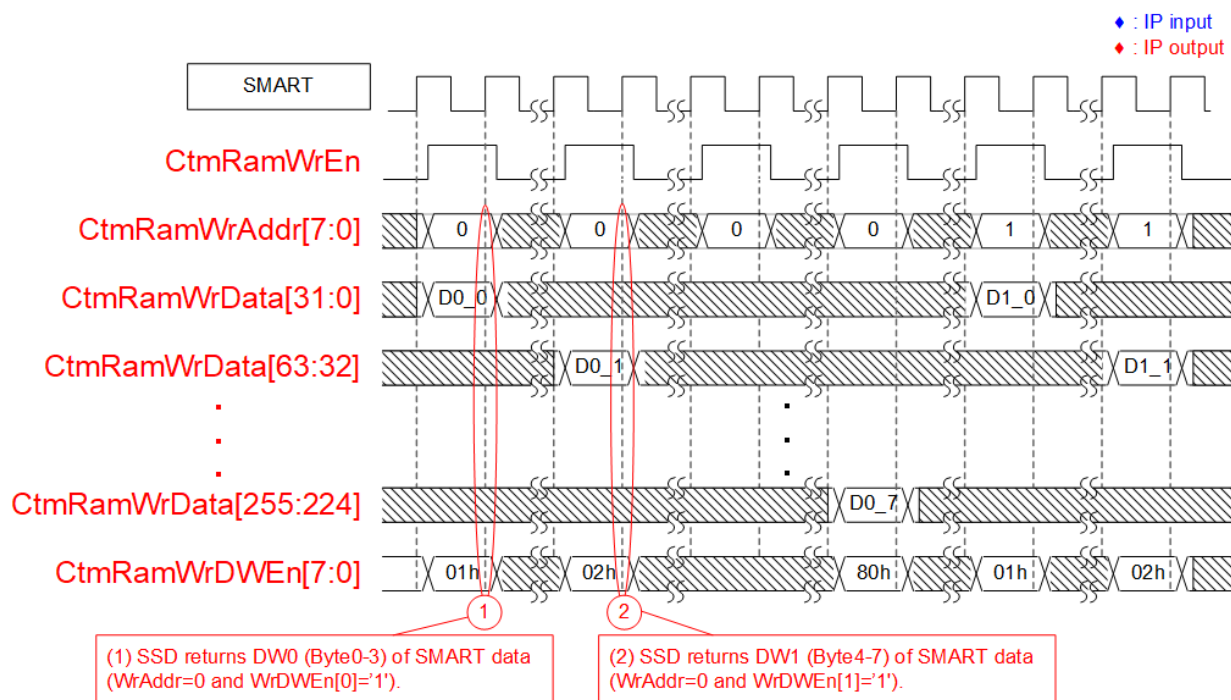 ♦ : IP input
♦ : IP output
SMART
CtmRamWrEn
CtmRamWrAddr[7:0]
0 0 0 0 1 1
CtmRamWrData[31:0]
D0_0 D1_0
CtmRamWrData[63:32]
D0_1 D1_1
CtmRamWrData[255:224]
D0_7
CtmRamWrDWEn[7:0]
01h 02h 80h 01h 02h
1 2
(1) SSD returns DW0 (Byte0-3) of SMART data
(WrAddr=0 and WrDWEn[0]='1').
(2) SSD returns DW1 (Byte4-7) of SMART data
(WrAddr=0 and WrDWEn[1]='1').